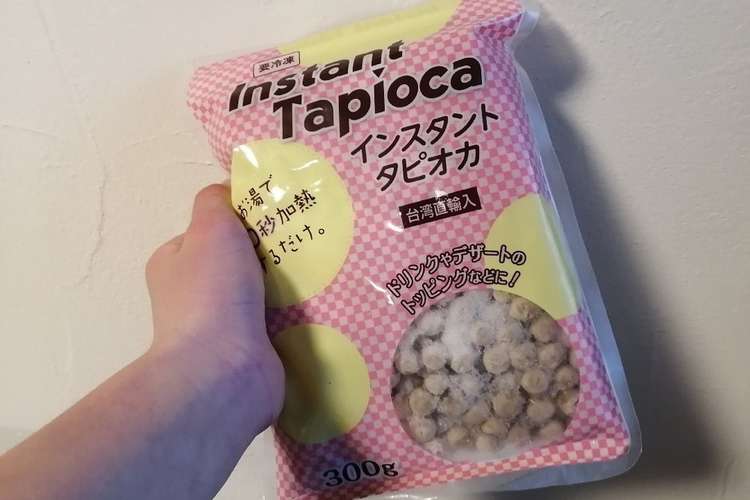 要冷凍
Instant
Tapioca
インスタント
タピオカ
台湾直輸入
お湯で
秒加熱
るだけ。
ドリンクやデザートの
トッピングなどに!
300g